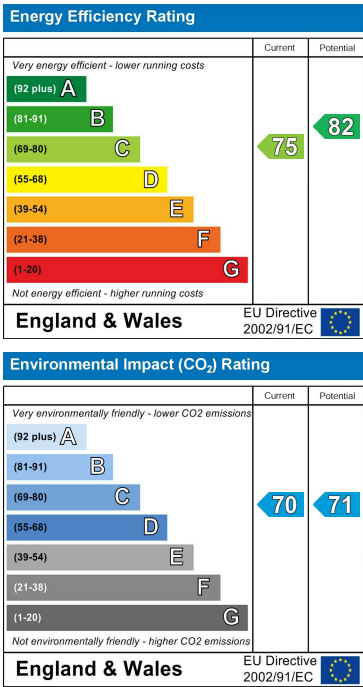 Energy Efficiency Rating
Current Potential
Very energy efficient - lower running costs
(92 plus) A
(81-91) B
82
(69-80) C
75
(55-68) D
(39-54) E
(21-38) F
(1-20) G
Not energy efficient - higher running costs
England & Wales
EU Directive
2002/91/EC
Environmental Impact (CO₂) Rating
Current Potential
Very environmentally friendly - lower CO2 emissions
(92 plus) A
(81-91) B
(69-80) C
70 71
(55-68) D
(39-54) E
(21-38) F
(1-20) G
Not environmentally friendly - higher CO2 emissions
England & Wales
EU Directive
2002/91/EC